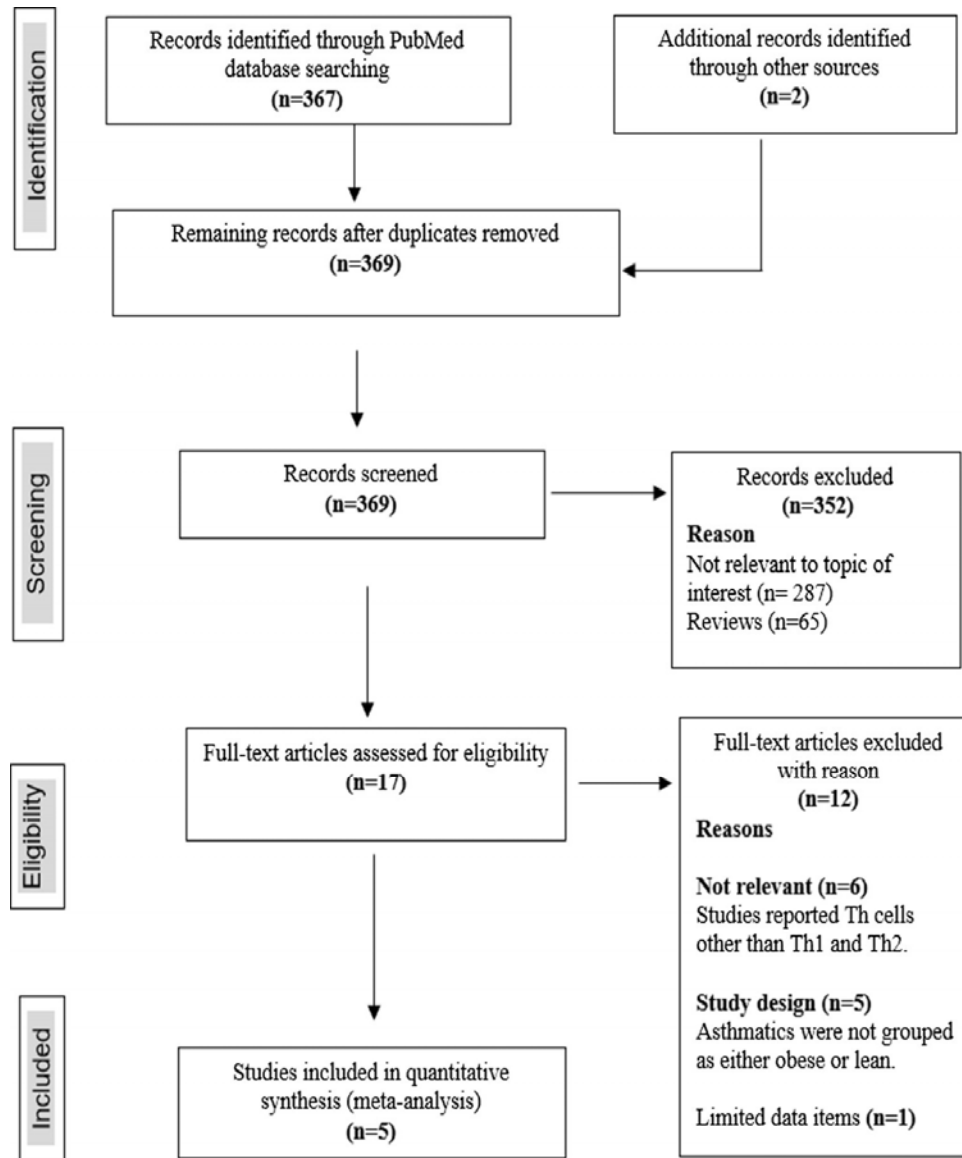 Identification
Records identified through PubMed
database searching
(n=367)
Additional records identified
through other sources
(n=2)
Remaining records after duplicates removed
(n=369)
Screening
Records screened
(n=369)
Records excluded
(n=352)
Reason
Not relevant to topic of
interest (n= 287)
Reviews (n=65)
Eligibility
Full-text articles assessed for eligibility
(n=17)
Full-text articles excluded
with reason
(n=12)
Reasons
Not relevant (n=6)
Studies reported Th cells
other than Th1 and Th2.
Study design (n=5)
Asthmatics were not grouped
as either obese or lean.
Limited data items (n=1)
Included
Studies included in quantitative
synthesis (meta-analysis)
(n=5)